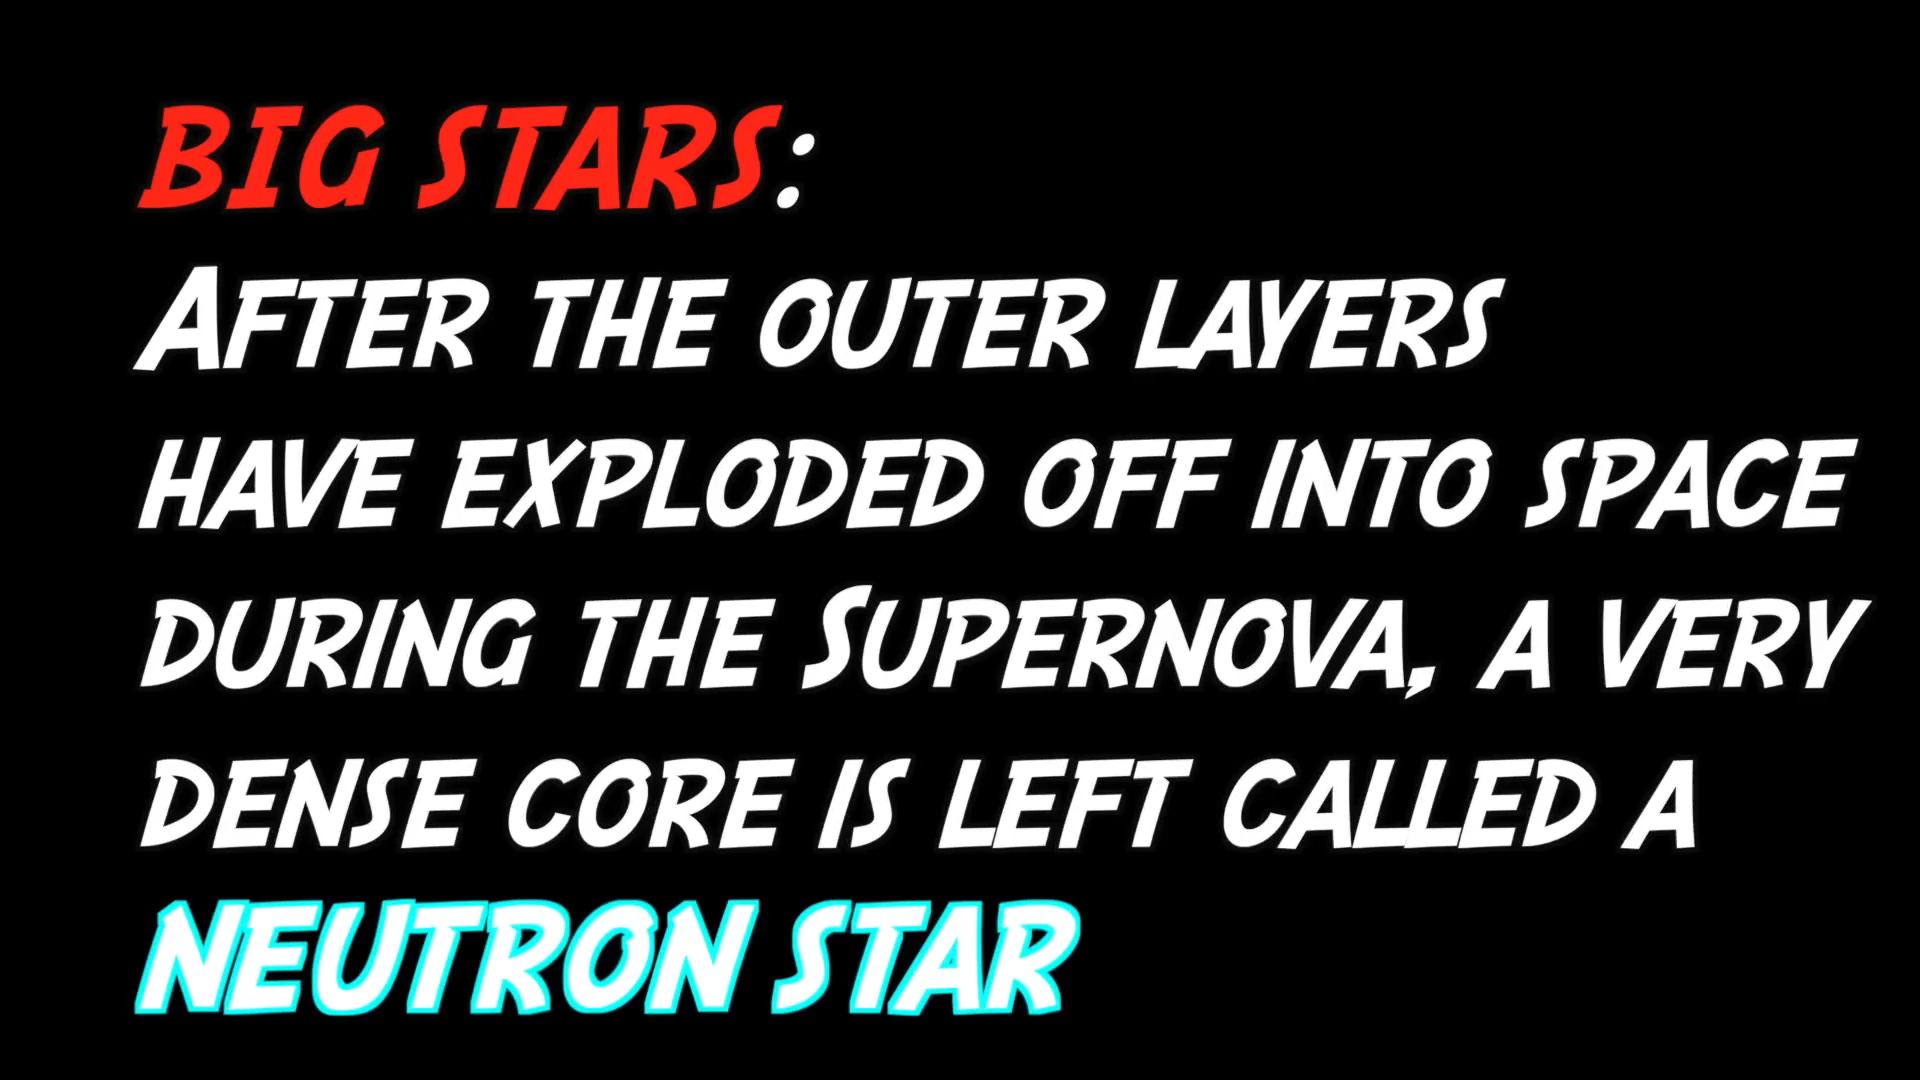 BIG STARS:
AFTER THE OUTER LAYERS
HAVE EXPLODED OFF INTO SPACE
DURING THE SUPERNOVA, A VERY
DENSE CORE IS LEFT CALLED A
NEUTRON STAR